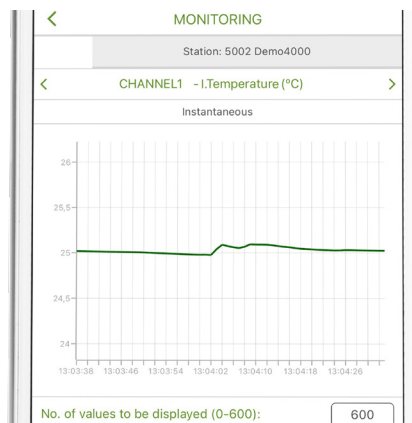 MONITORING
Station: 5002 Demo4000
CHANNEL1 - I.Temperature (ºC)
Instantaneous
26
25,5
25
24,5
24
13:03:38 13:03:46 13:03:54 13:04:02 13:04:10 13:04:18 13:04:26
No. of values to be displayed (0-600): 600